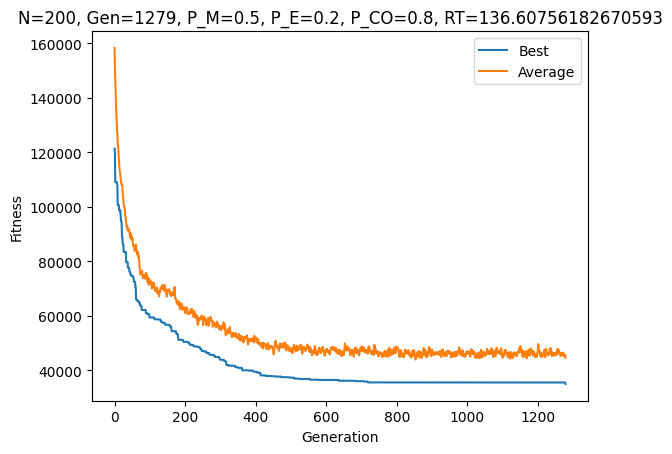 N=200, Gen=1279, P_M=0.5, P_E=0.2, P_CO=0.8, RT=136.60756182670593
Best
Average
160000
140000
120000
100000
80000
60000
40000
Fitness
0 200 400 600 800 1000 1200
Generation